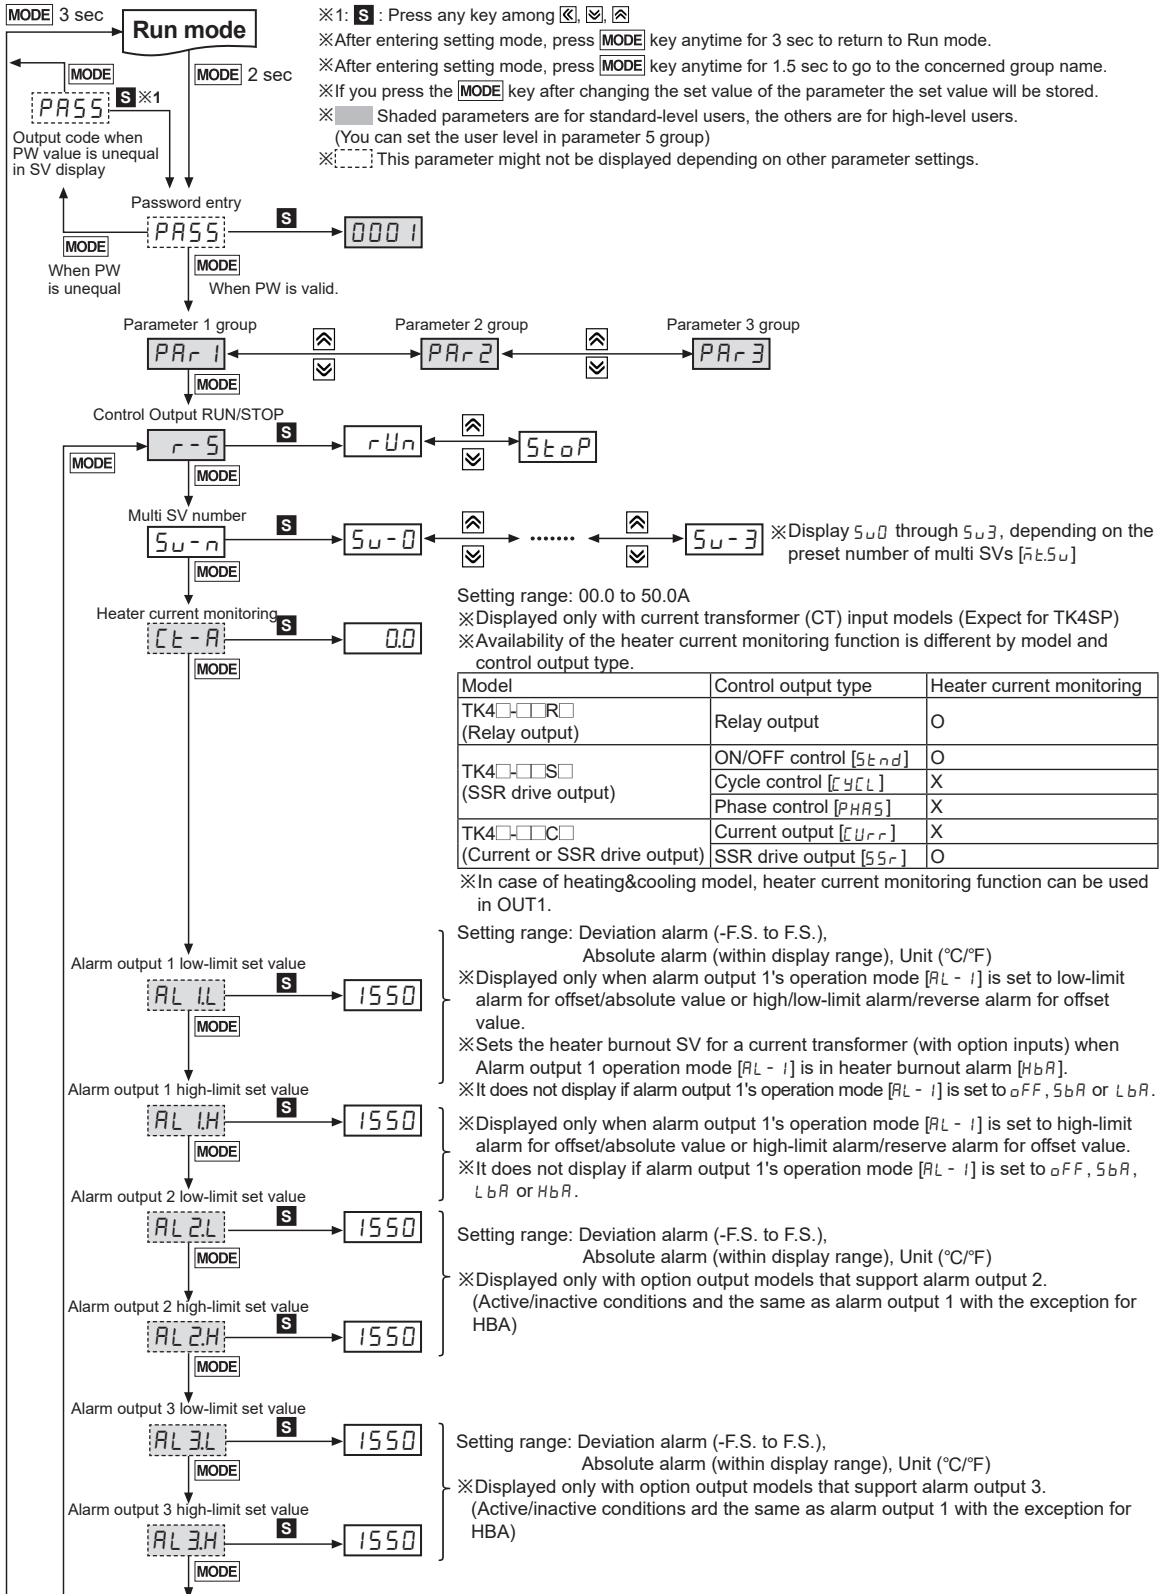 MODE 3 sec
Run mode
※1: S : Press any key among «, ︾, ︽
※After entering setting mode, press MODE key anytime for 3 sec to return to Run mode.
※After entering setting mode, press MODE key anytime for 1.5 sec to go to the concerned group name.
※If you press the MODE key after changing the set value of the parameter the set value will be stored.
※ Shaded parameters are for standard-level users, the others are for high-level users.
(You can set the user level in parameter 5 group)
※ This parameter might not be displayed depending on other parameter settings.
MODE
MODE 2 sec
PASS
S ※1
Output code when
PW value is unequal
in SV display
Password entry
PASS
S
0001
MODE
When PW
is unequal
MODE
When PW is valid.
Parameter 1 group
Parameter 2 group
Parameter 3 group
PAr1
PAr2
PAr3
MODE
Control Output RUN/STOP
r-S
S
rUn
StoP
MODE
MODE
Multi SV number
Su-n
S
Su-0
.......
Su-3
※Display Su0 through Su3, depending on the
preset number of multi SVs [mt.Su]
MODE
Heater current monitoring
Ct-A
S
0.0
MODE
Setting range: 00.0 to 50.0A
※Displayed only with current transformer (CT) input models (Expect for TK4SP)
※Availability of the heater current monitoring function is different by model and
control output type.
Model Control output type Heater current monitoring
TK4□-□□R□
(Relay output)
Relay output O
TK4□-□□S□
(SSR drive output)
ON/OFF control [Stnd] O
Cycle control [CYCL] X
Phase control [PHAS] X
TK4□-□□C□
(Current or SSR drive output)
Current output [CUrr] X
SSR drive output [SSr] O
※In case of heating&cooling model, heater current monitoring function can be used
in OUT1.
Alarm output 1 low-limit set value
AL1.L
S
1550
MODE
Setting range: Deviation alarm (-F.S. to F.S.),
Absolute alarm (within display range), Unit (°C/°F)
※Displayed only when alarm output 1's operation mode [AL-1] is set to low-limit
alarm for offset/absolute value or high/low-limit alarm/reverse alarm for offset
value.
※Sets the heater burnout SV for a current transformer (with option inputs) when
Alarm output 1 operation mode [AL-1] is in heater burnout alarm [HbA].
※It does not display if alarm output 1's operation mode [AL-1] is set to oFF, SbA or LbA.
Alarm output 1 high-limit set value
AL1.H
S
1550
MODE
※Displayed only when alarm output 1's operation mode [AL-1] is set to high-limit
alarm for offset/absolute value or high-limit alarm/reserve alarm for offset value.
※It does not display if alarm output 1's operation mode [AL-1] is set to oFF, SbA,
LbA or HbA.
Alarm output 2 low-limit set value
AL2.L
S
1550
MODE
Setting range: Deviation alarm (-F.S. to F.S.),
Absolute alarm (within display range), Unit (°C/°F)
※Displayed only with option output models that support alarm output 2.
(Active/inactive conditions and the same as alarm output 1 with the exception for
HBA)
Alarm output 2 high-limit set value
AL2.H
S
1550
MODE
Alarm output 3 low-limit set value
AL3.L
S
1550
MODE
Setting range: Deviation alarm (-F.S. to F.S.),
Absolute alarm (within display range), Unit (°C/°F)
※Displayed only with option output models that support alarm output 3.
(Active/inactive conditions ard the same as alarm output 1 with the exception for
HBA)
Alarm output 3 high-limit set value
AL3.H
S
1550
MODE